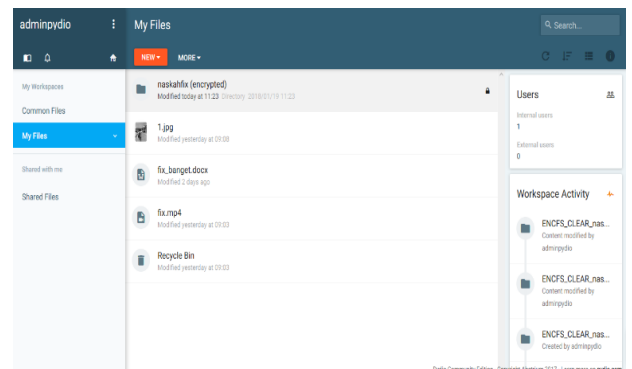 adminpydio
My Files
Search...
NEW
MORE
My Workspaces
Common Files
My Files
Shared with me
Shared Files
naskahfix (encrypted)
Modified today at 11:23 Directory 2018/01/19 11:23
1.jpg
Modified yesterday at 09:08
fix_banget.docx
Modified 2 days ago
fix.mp4
Modified yesterday at 09:03
Recycle Bin
Modified yesterday at 09:03
Users
Internal users
1
External users
0
Workspace Activity
ENCFS_CLEAR_nas...
Content modified by
adminpydio
ENCFS_CLEAR_nas...
Content modified by
adminpydio
ENCFS_CLEAR_nas...
Created by adminpydio